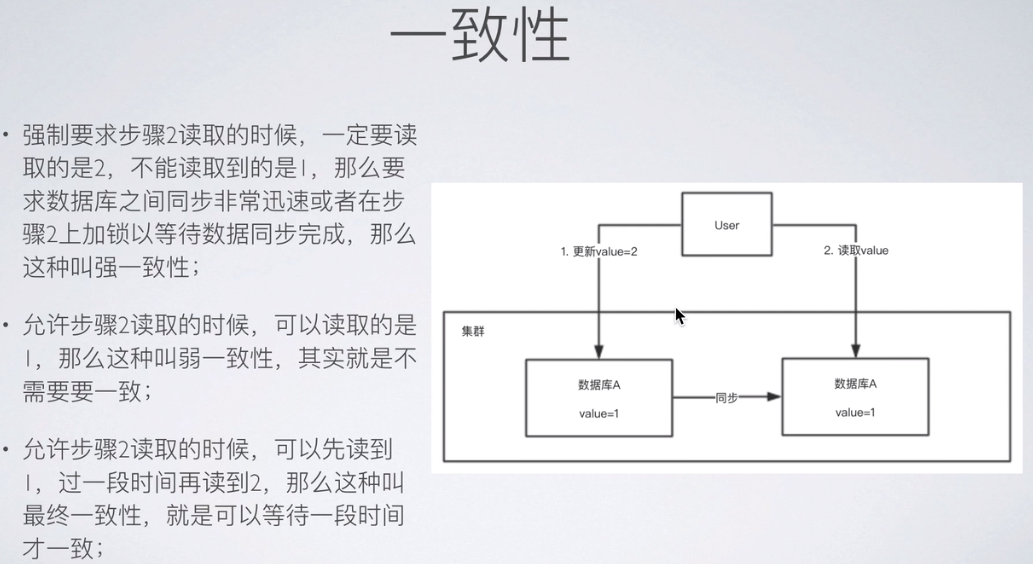 一致性
• 强制要求步骤2读取的时候，一定要读
取的是2，不能读取到的是1，那么要
求数据库之间同步非常迅速或者在步
骤2上加锁以等待数据同步完成，那么
这种叫强一致性；
• 允许步骤2读取的时候，可以读取的是
1，那么这种叫弱一致性，其实就是不
需要要一致；
• 允许步骤2读取的时候，可以先读到
1，过一段时间再读到2，那么这种叫
最终一致性，就是可以等待一段时间
才一致；
User
1. 更新value=2
2. 读取value
集群
数据库A
value=1
同步
数据库A
value=1